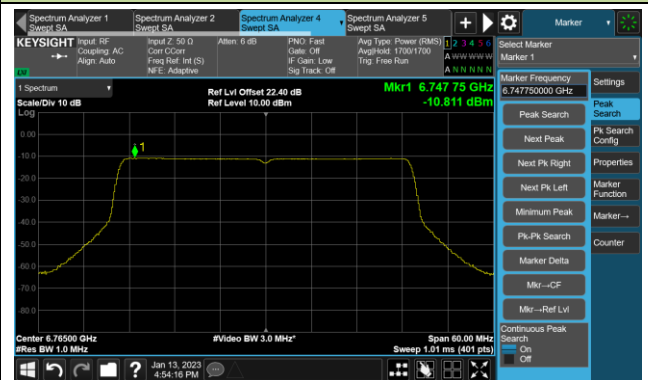 Spectrum Analyzer 1
Swept SA
Spectrum Analyzer 2
Swept SA
Spectrum Analyzer 4
Swept SA
Spectrum Analyzer 5
Swept SA
+
Marker
KEYSIGHT
Input: RF
Coupling: AC
Align: Auto
Input Z: 50 Ω
Corr CCorr
Freq Ref: Int (S)
NFE: Adaptive
Atten: 6 dB
PNO: Fast
Gate: Off
IF Gain: Low
Sig Track: Off
Avg Type: Power (RMS)
Avg|Hold: 1700/1700
Trig: Free Run
1 2 3 4 5 6
A W W W W W
A N N N N N
Select Marker
Marker 1
1 Spectrum
Scale/Div 10 dB
Log
Ref Lvl Offset 22.40 dB
Ref Level 10.00 dBm
Mkr1 6.747 75 GHz
-10.811 dBm
0.00
-10.0
-20.0
-30.0
-40.0
-50.0
-60.0
-70.0
-80.0
1
Center 6.76500 GHz
#Res BW 1.0 MHz
#Video BW 3.0 MHz*
Span 60.00 MHz
Sweep 1.01 ms (401 pts)
Marker Frequency
6.747750000 GHz
Peak Search
Next Peak
Next Pk Right
Next Pk Left
Minimum Peak
Pk-Pk Search
Marker Delta
Mkr→CF
Mkr→Ref Lvl
Continuous Peak
Search
On
Off
Settings
Peak
Search
Pk Search
Config
Properties
Marker
Function
Marker→
Counter
?
Jan 13, 2023
4:54:16 PM